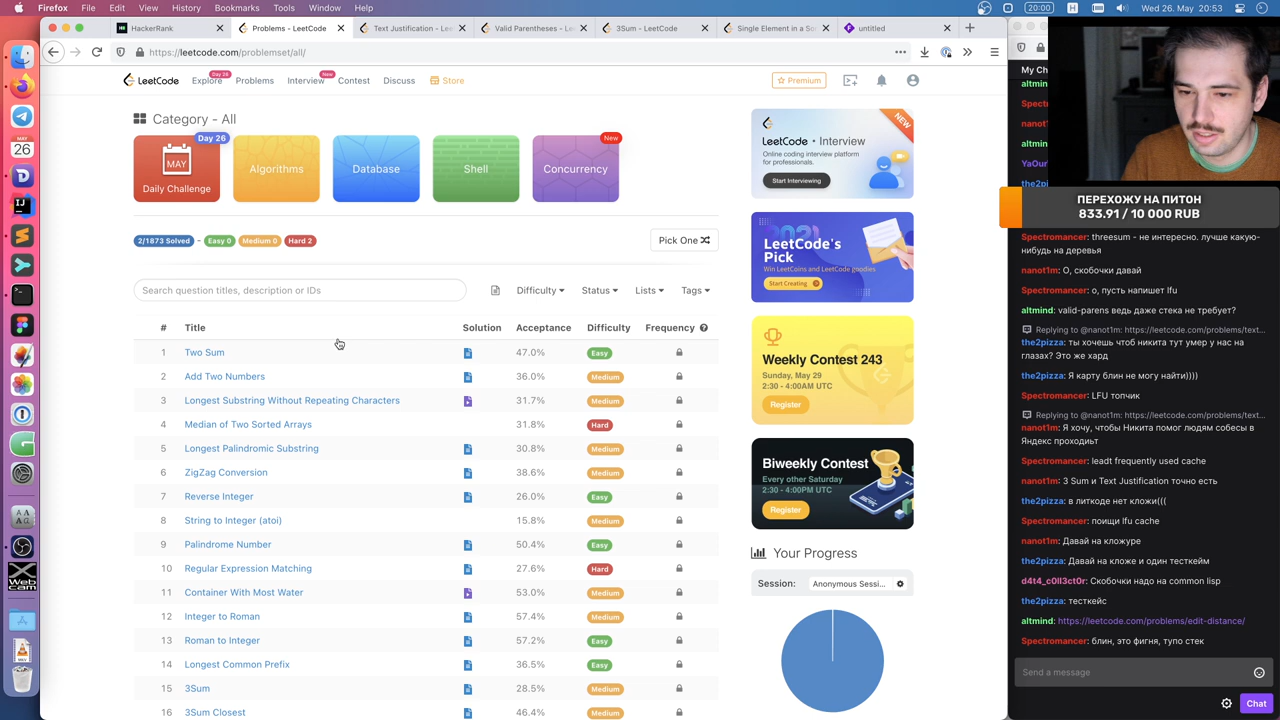 Wed, 26 May 20:53
HackerRank
Problems - LeetCode
Text Justification - Le
Valid Parentheses - Le
3Sum - LeetCode
Single Element in a So
untitled
https://leetcode.com/problemset/all/
LeetCode
Explore
Day 26
Problems
Interview
New
Contest
Discuss
Store
Premium
Category - All
MAY
Daily Challenge
Day 26
Algorithms
Database
Shell
Concurrency
New
2/1873 Solved
-
Easy 0
Medium 0
Hard 2
Pick One
Search question titles, description or IDs
Difficulty
Status
Lists
Tags
# Title Solution Acceptance Difficulty Frequency
1 Two Sum 47.0% Easy
2 Add Two Numbers 36.0% Medium
3 Longest Substring Without Repeating Characters 31.7% Medium
4 Median of Two Sorted Arrays 31.8% Hard
5 Longest Palindromic Substring 30.8% Medium
6 ZigZag Conversion 38.6% Medium
7 Reverse Integer 26.0% Easy
8 String to Integer (atoi) 15.8% Medium
9 Palindrome Number 50.4% Easy
10 Regular Expression Matching 27.6% Hard
11 Container With Most Water 53.0% Medium
12 Integer to Roman 57.4% Medium
13 Roman to Integer 57.2% Easy
14 Longest Common Prefix 36.5% Easy
15 3Sum 28.5% Medium
16 3Sum Closest 46.4% Medium
LeetCode • Interview
NEW
Online coding interview platform
for professionals.
Start Interviewing
LeetCode's
Pick
Win LeetCoins and LeetCode goodies
Start Creating
Weekly Contest 243
Sunday, May 29
2:30 - 4:00AM UTC
Register
Biweekly Contest
Every other Saturday
2:30 - 4:00PM UTC
Register
Your Progress
Session: Anonymous Sessi...
My Ch
altmin
Spectr
nanot1
altmin
YaOur
the2pi
ПЕРЕХОЖУ НА ПИТОН
833.91 / 10 000 RUB
Spectromancer: threesum - не интересно. лучше какую-
нибудь на деревья
nanot1m: О, скобочки давай
Spectromancer: о, пусть напишет lfu
altmind: valid-parens ведь даже стека не требует?
Replying to @nanot1m: https://leetcode.com/problems/text...
the2pizza: ты хочешь чтоб никита тут умер у нас на
глазах? Это же хард
the2pizza: Я карту блин не могу найти))))
Spectromancer: LFU топчик
Replying to @nanot1m: https://leetcode.com/problems/text...
nanot1m: Я хочу, чтобы Никита помог людям собесы в
Яндекс проходиьт
Spectromancer: leadt frequently used cache
nanot1m: 3 Sum и Text Justification точно есть
the2pizza: в литкоде нет кложи(((
Spectromancer: поищи lfu cache
nanot1m: Давай на кложуре
the2pizza: Давай на кложе и один тесткейм
d4t4_c0ll3ct0r: Скобочки надо на common lisp
the2pizza: тесткейс
altmind: https://leetcode.com/problems/edit-distance/
Spectromancer: блин, это фигня, тупо стек
Send a message
Chat